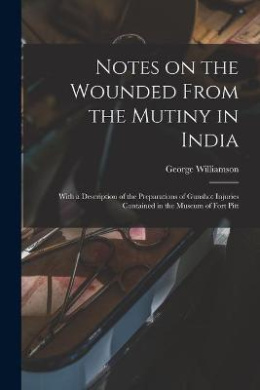 NOTES ON THE
WOUNDED FROM
THE MUTINY IN
INDIA
George Williamson
With a Description of the Preparations of Gunshot Injuries
Contained in the Museum of Fort Pitt